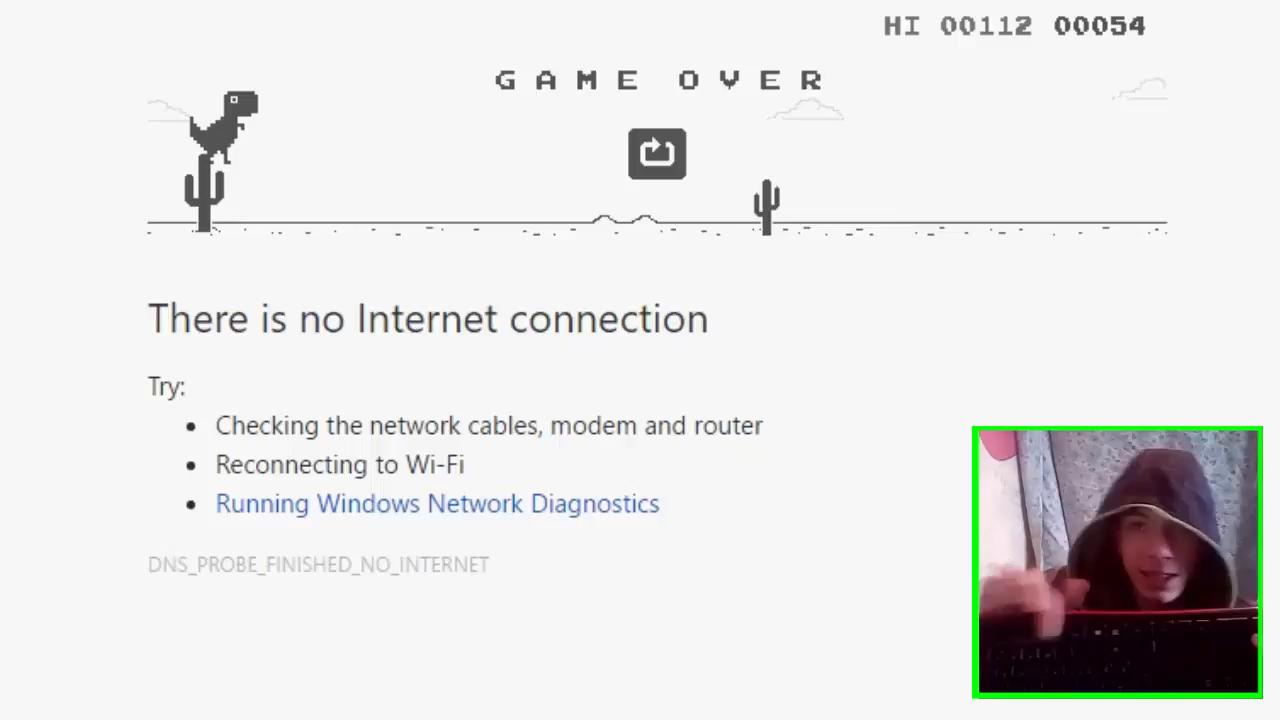 HI 00112 00054
GAME OVER
There is no Internet connection
Try:
Checking the network cables, modem and router
Reconnecting to Wi-Fi
Running Windows Network Diagnostics
DNS_PROBE_FINISHED_NO_INTERNET